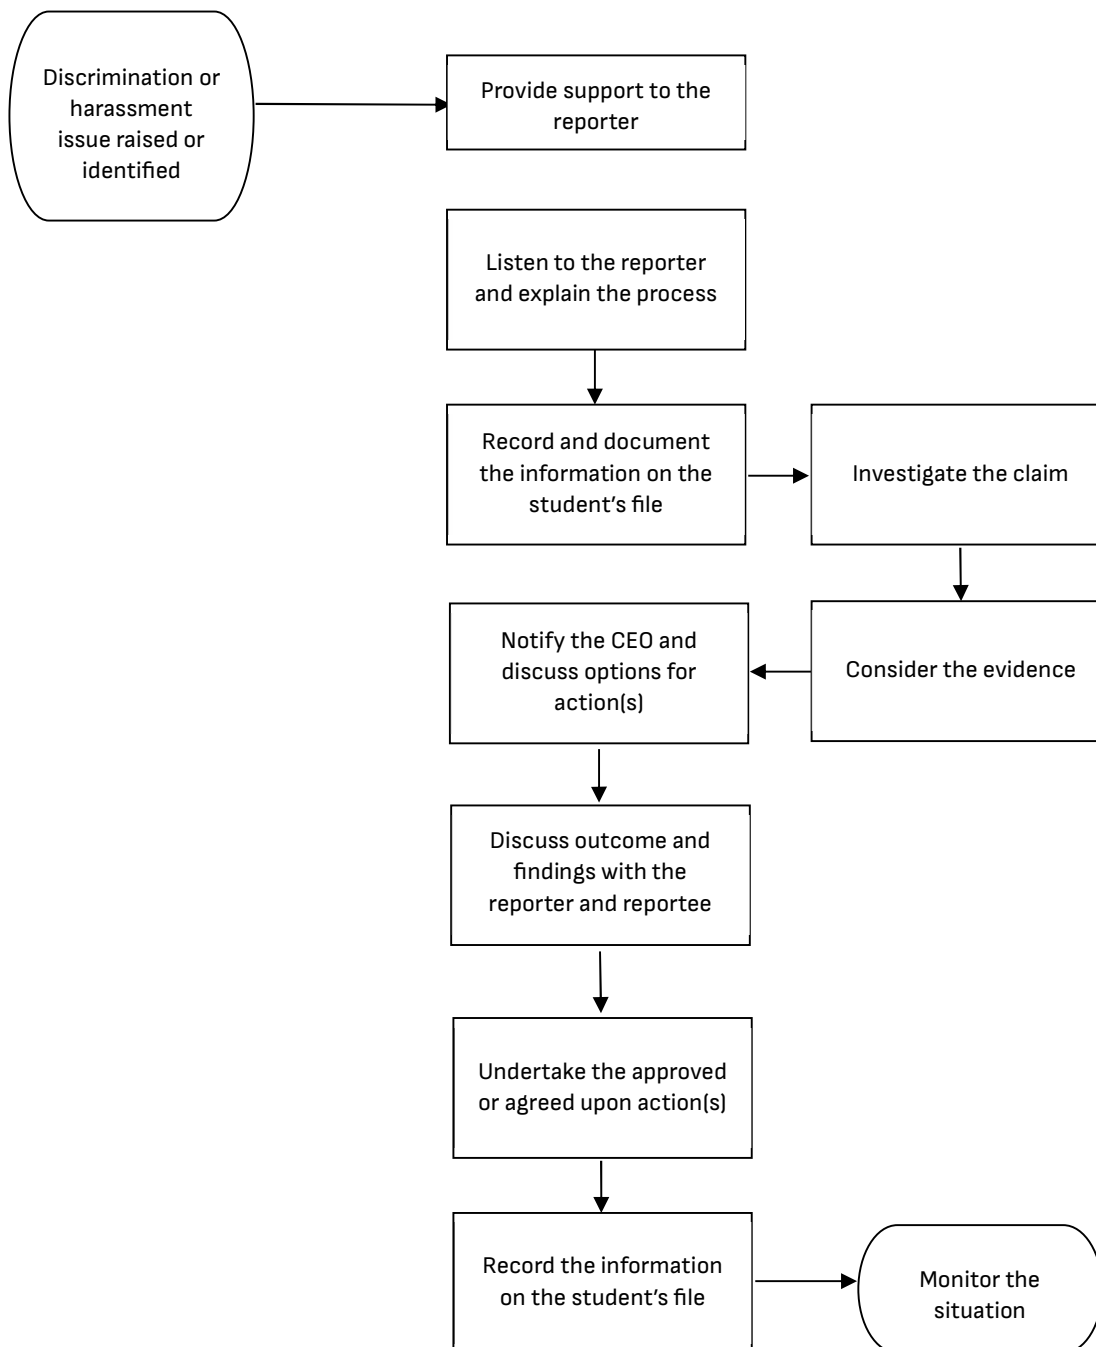 Discrimination or
harassment
issue raised or
identified
Provide support to the
reporter
Listen to the reporter
and explain the process
Record and document
the information on the
student’s file
Investigate the claim
Consider the evidence
Notify the CEO and
discuss options for
action(s)
Discuss outcome and
findings with the
reporter and reportee
Undertake the approved
or agreed upon action(s)
Record the information
on the student’s file
Monitor the
situation